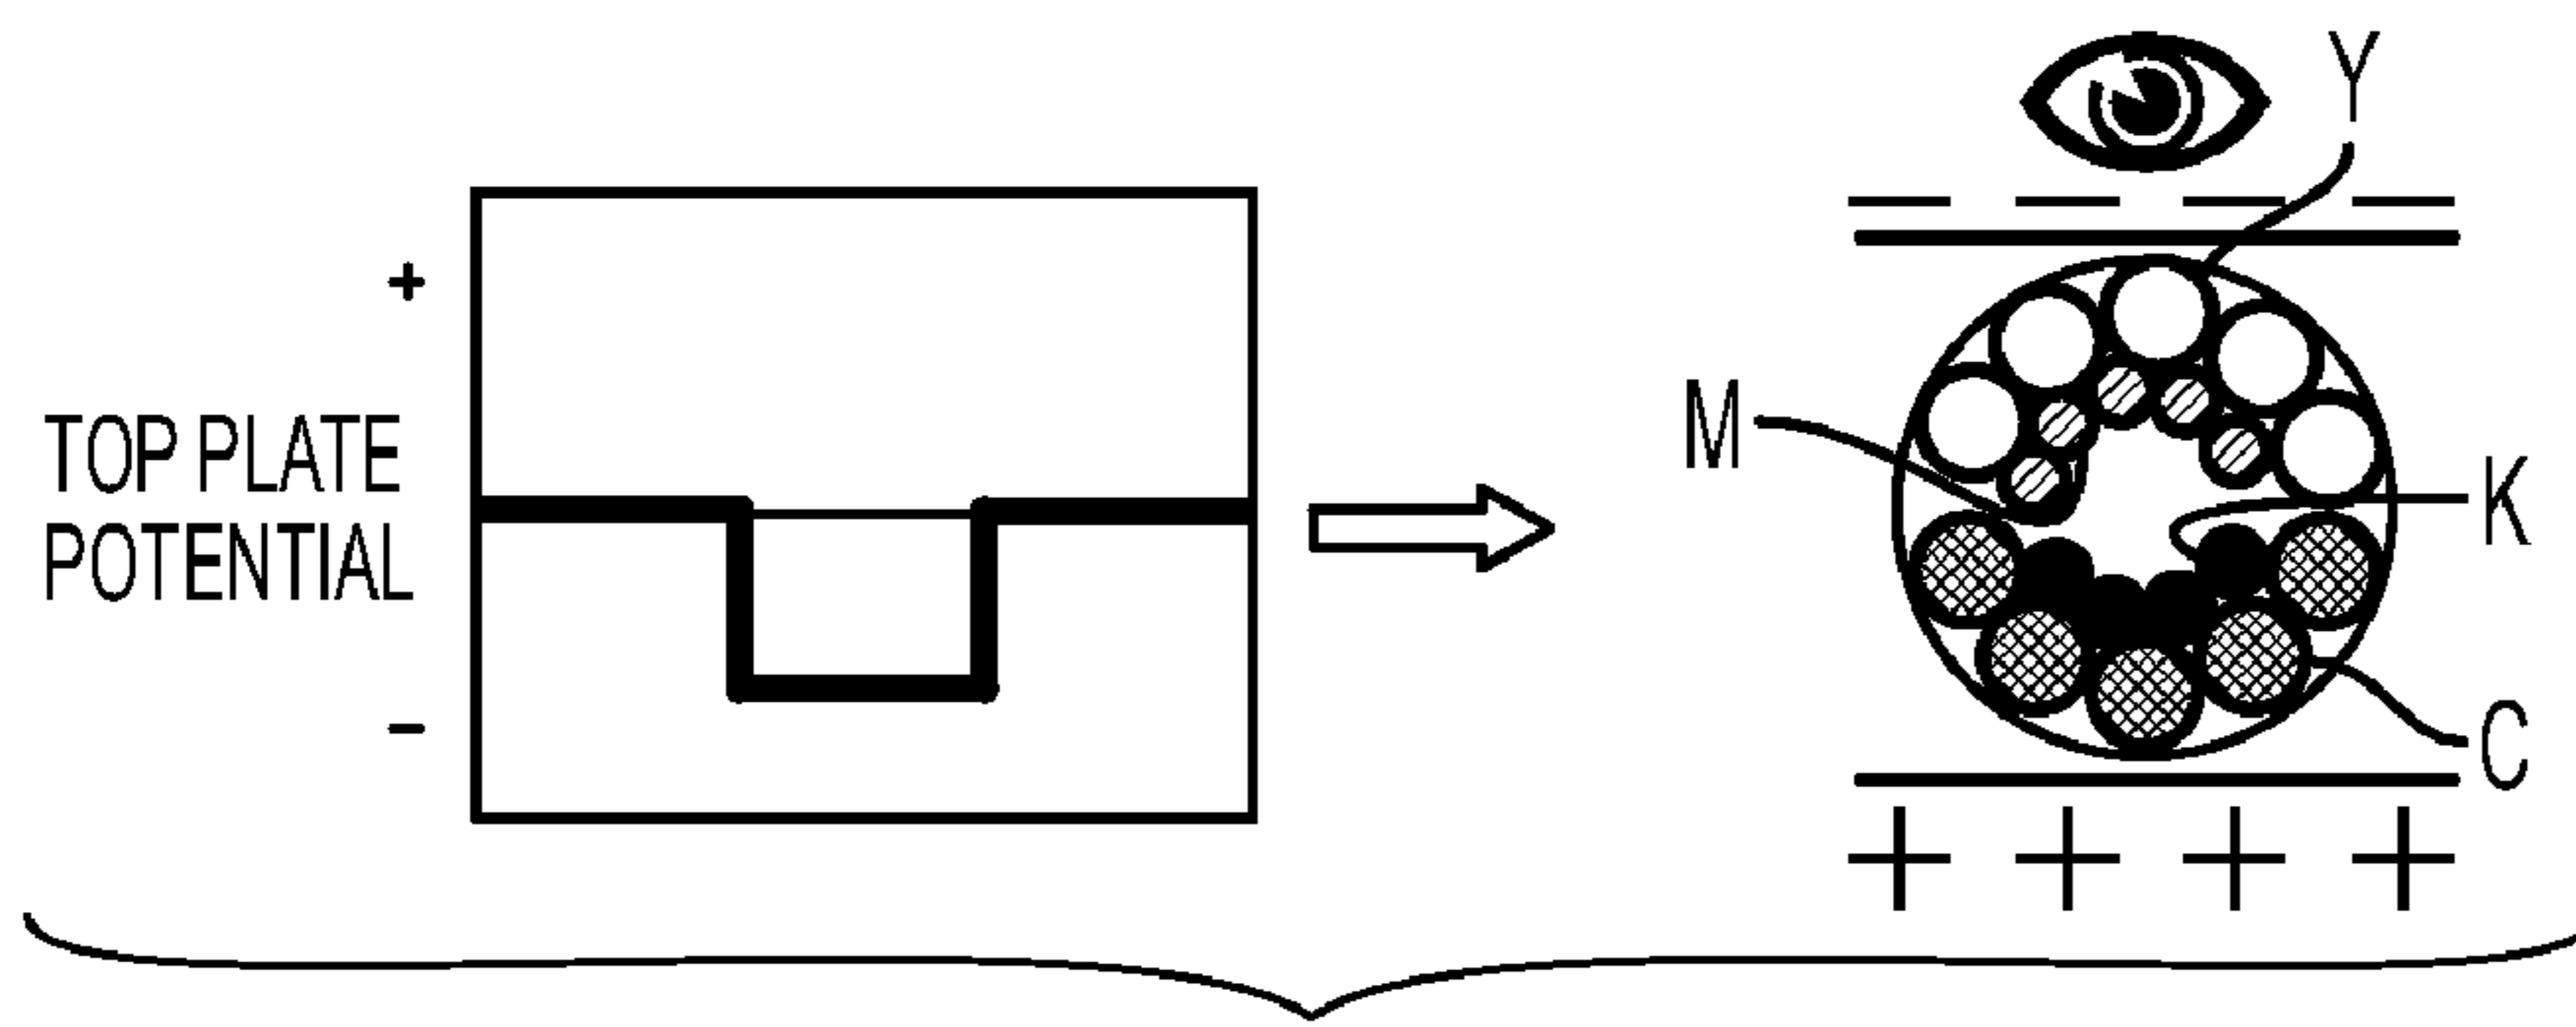 Y
+
TOP PLATE
POTENTIAL
M
K
-
C
+ + + +